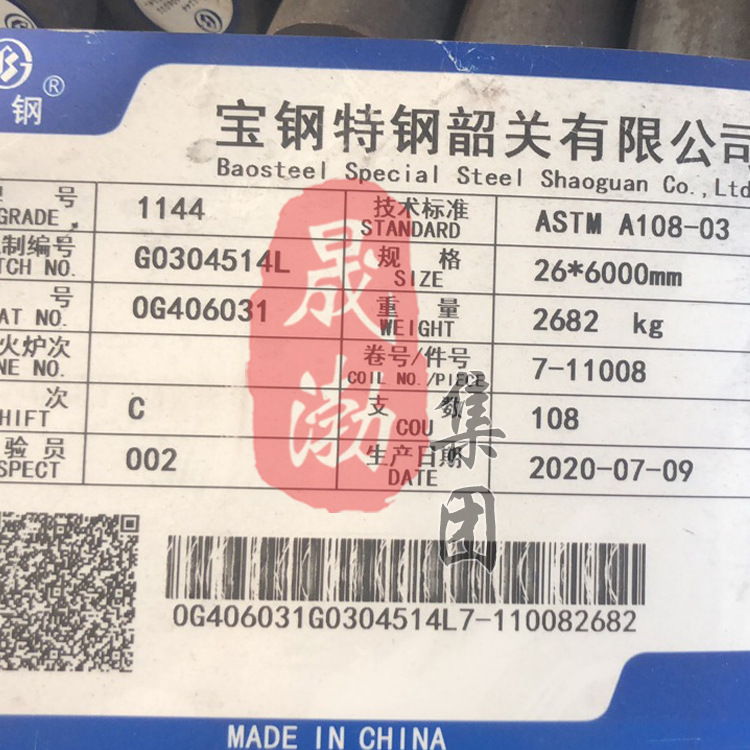 钢®
宝钢特钢韶关有限公司
Baosteel Special Steel Shaoguan Co.,Ltd
号 1144 技术标准 ASTM A108-03
GRADE STANDARD
制编号 G0304514L 规 格 26*6000mm
TCH NO. SIZE
号 0G406031 重 量 2682 kg
AT NO. WEIGHT
火炉次 卷号/件号 7-11008
NE NO. COIL NO./PIECE
次 C 支 数 108
HIFT COU
验 员 002 生产日期 2020-07-09
SPECT DATE
晟渤
集团
0G406031G0304514L7-110082682
MADE IN CHINA